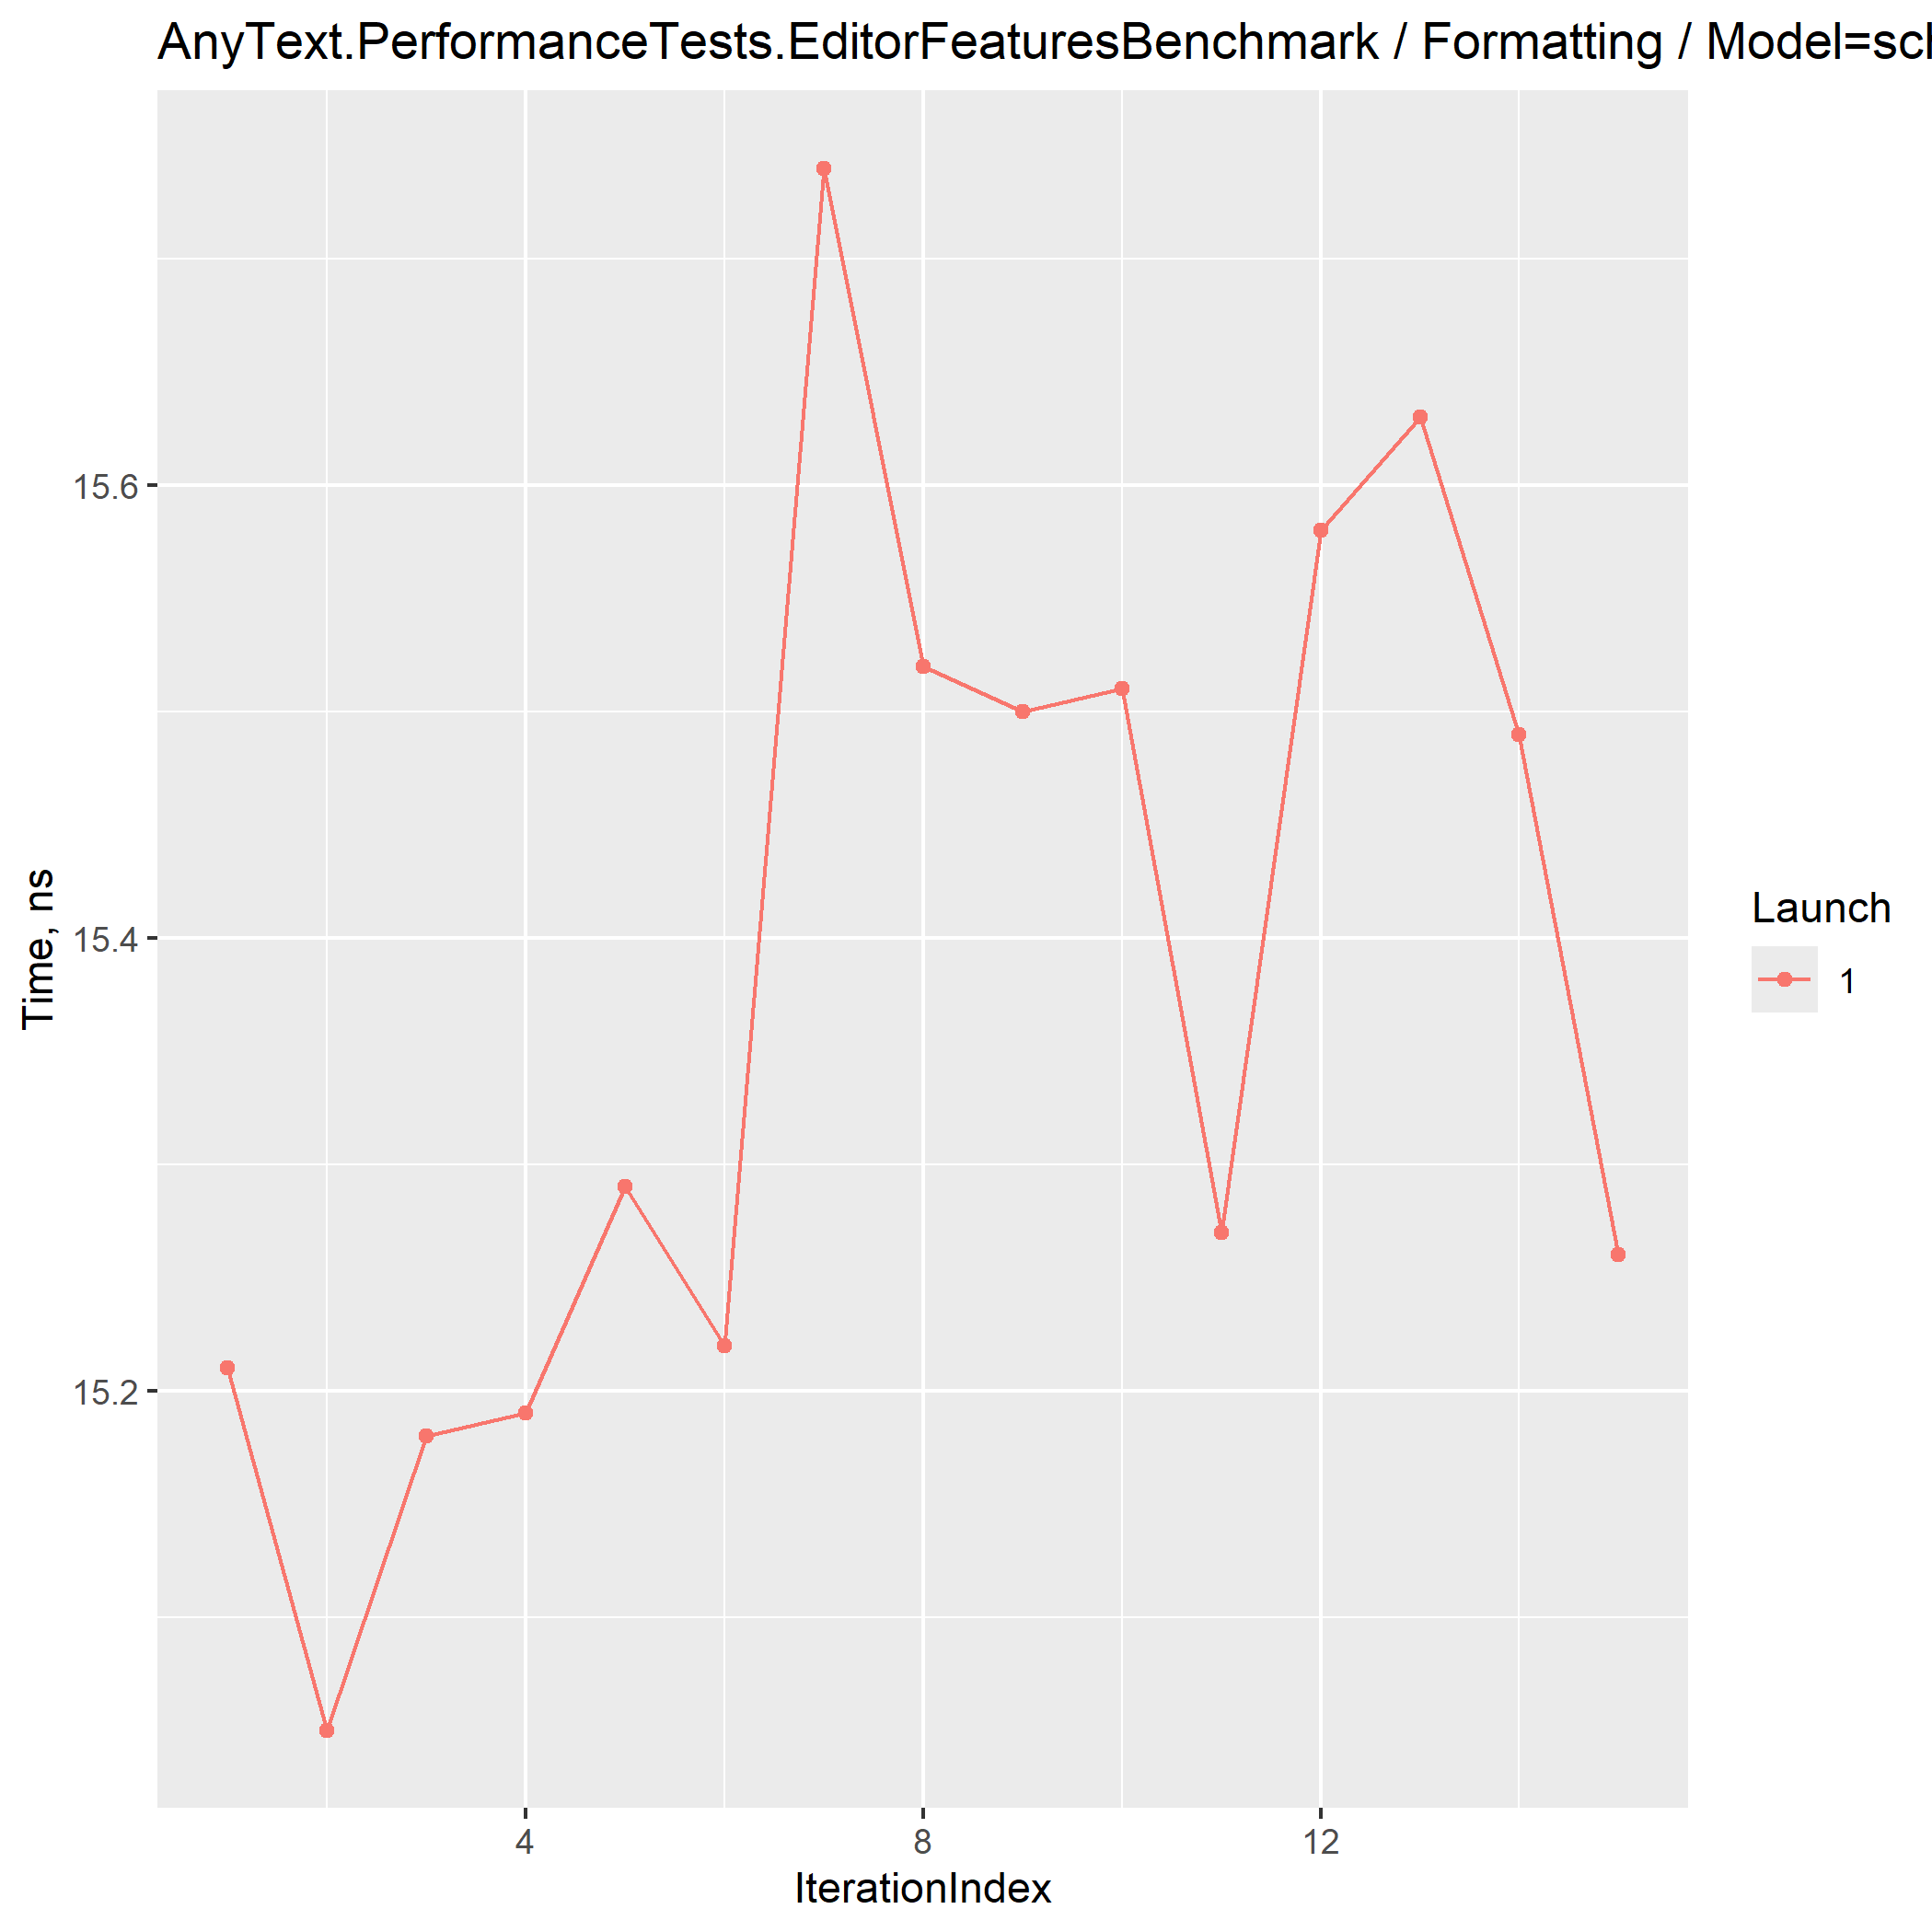 AnyText.PerformanceTests.EditorFeaturesBenchmark / Formatting / Model=scl
Time, ns
15.6
15.4
15.2
4
8
12
IterationIndex
Launch
1